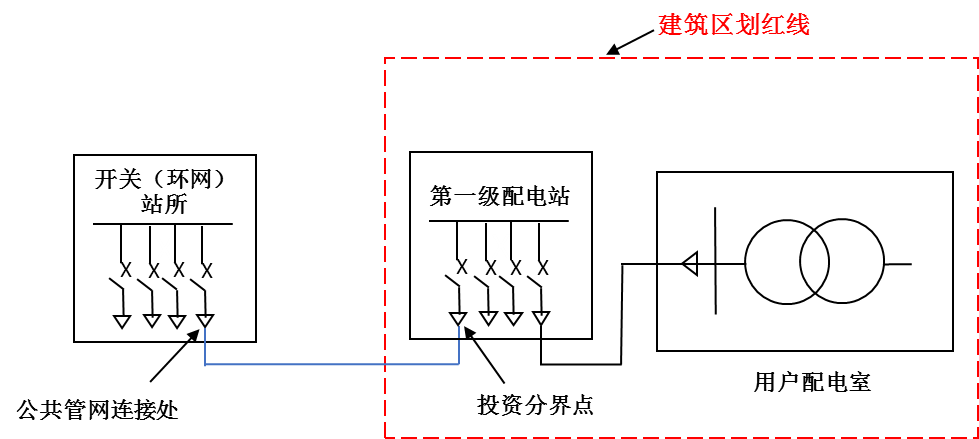 建筑区划红线
开关（环网）
站所
第一级配电站
用户配电室
投资分界点
公共管网连接处